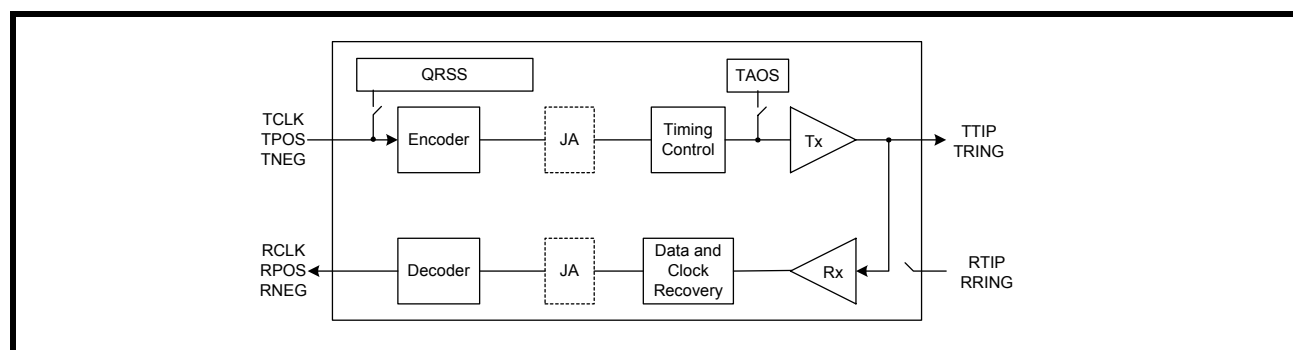 QRSS
TAOS
TCLK
TPOS
TNEG
Encoder
JA
Timing
Control
Tx
TTIP
TRING
RCLK
RPOS
RNEG
Decoder
JA
Data and
Clock
Recovery
Rx
RTIP
RRING